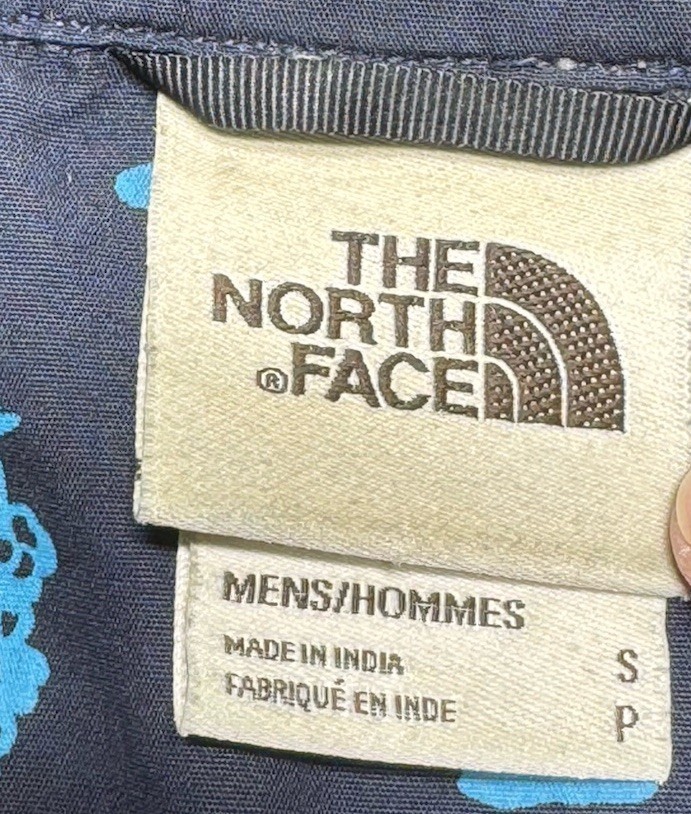 THE
NORTH
®FACE
MENS/HOMMES
MADE IN INDIA S
FABRIQUÉ EN INDE P